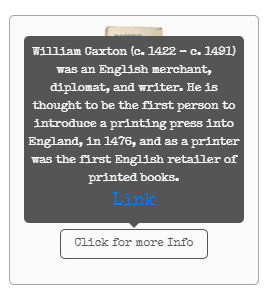 William Caxton (c. 1422 – c. 1491)
was an English merchant,
diplomat, and writer. He is
thought to be the first person to
introduce a printing press into
England, in 1476, and as a printer
was the first English retailer of
printed books.
Link
Click for more Info